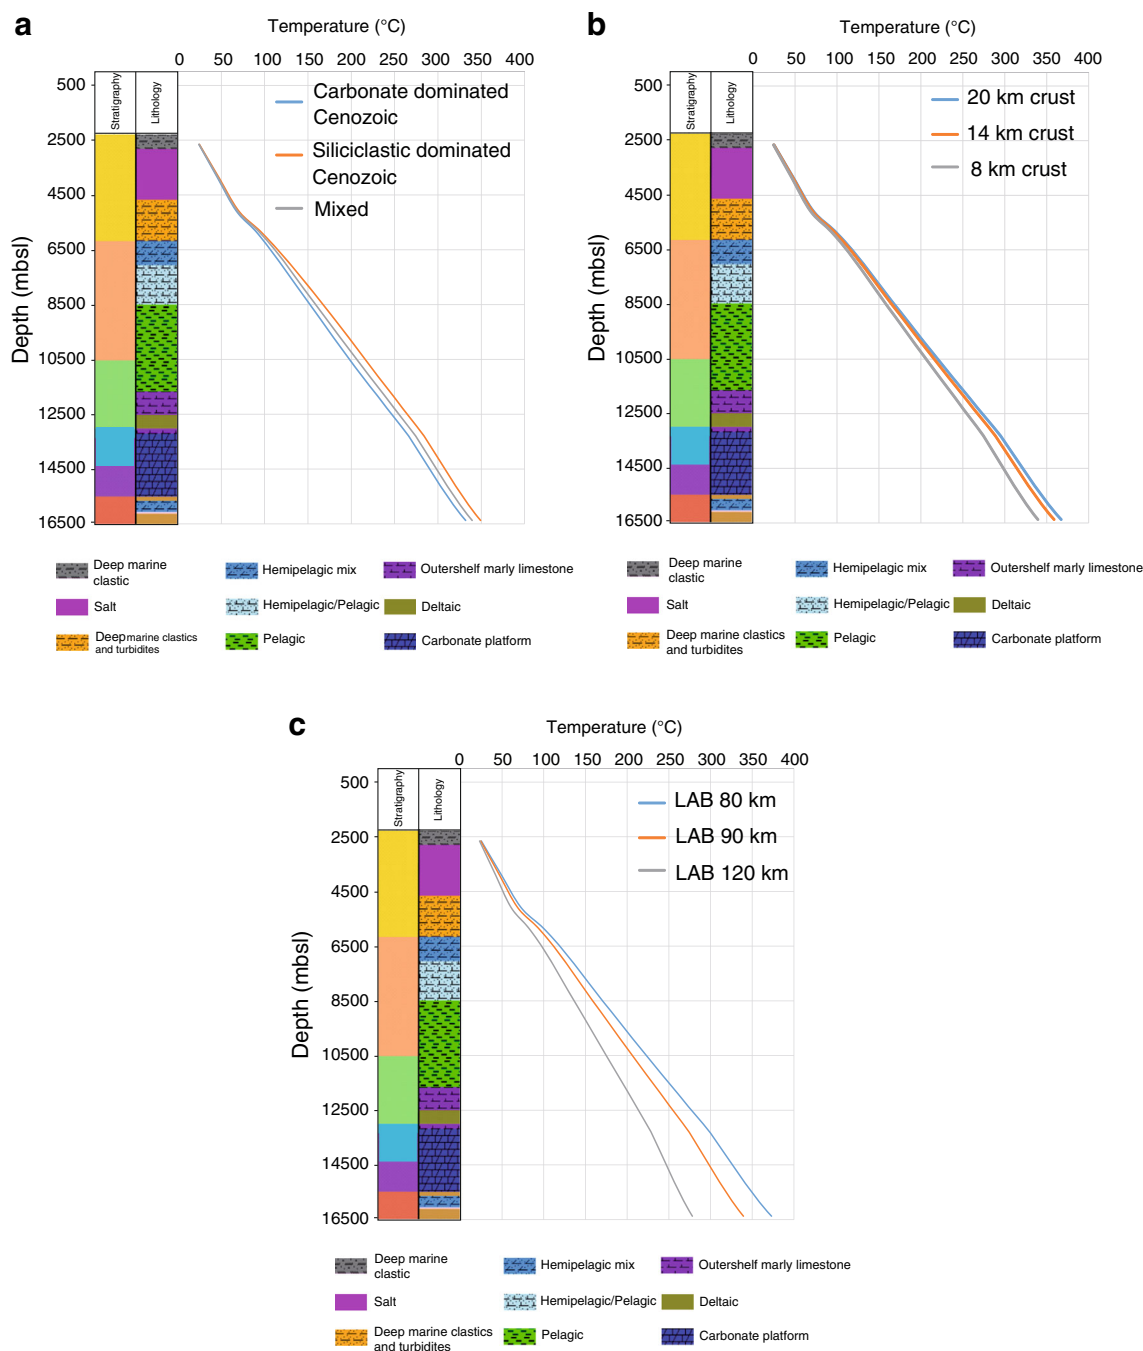 a
Temperature (°C)
0 50 100 150 200 250 300 350 400
Stratigraphy
Lithology
500
2500
4500
6500
8500
10500
12500
14500
16500
Depth (mbsl)
Carbonate dominated
Cenozoic
Siliciclastic dominated
Cenozoic
Mixed
Deep marine
clastic
Hemipelagic mix
Outershelf marly limestone
Salt
Hemipelagic/Pelagic
Deltaic
Deep marine clastics
and turbidites
Pelagic
Carbonate platform
b
Temperature (°C)
0 50 100 150 200 250 300 350 400
Stratigraphy
Lithology
500
2500
4500
6500
8500
10500
12500
14500
16500
Depth (mbsl)
20 km crust
14 km crust
8 km crust
Deep marine
clastic
Hemipelagic mix
Outershelf marly limestone
Salt
Hemipelagic/Pelagic
Deltaic
Deep marine clastics
and turbidites
Pelagic
Carbonate platform
c
Temperature (°C)
0 50 100 150 200 250 300 350 400
Stratigraphy
Lithology
500
2500
4500
6500
8500
10500
12500
14500
16500
Depth (mbsl)
LAB 80 km
LAB 90 km
LAB 120 km
Deep marine
clastic
Hemipelagic mix
Outershelf marly limestone
Salt
Hemipelagic/Pelagic
Deltaic
Deep marine clastics
and turbidites
Pelagic
Carbonate platform